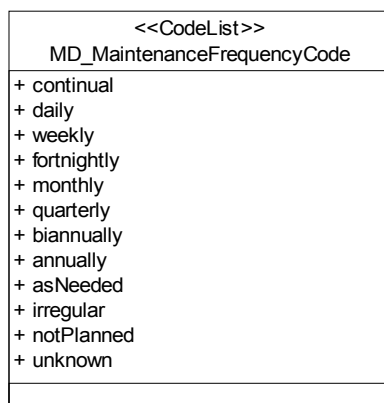 <<CodeList>>
MD_MaintenanceFrequencyCode
+ continual
+ daily
+ weekly
+ fortnightly
+ monthly
+ quarterly
+ biannually
+ annually
+ asNeeded
+ irregular
+ notPlanned
+ unknown